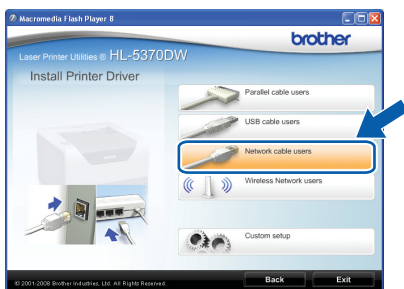 Macromedia Flash Player 8
brother
Laser Printer Utilities ® HL-5370DW
Install Printer Driver
Parallel cable users
USB cable users
Network cable users
Wireless Network users
Custom setup
© 2001-2008 Brother Industries, Ltd. All Rights Reserved.
Back
Exit